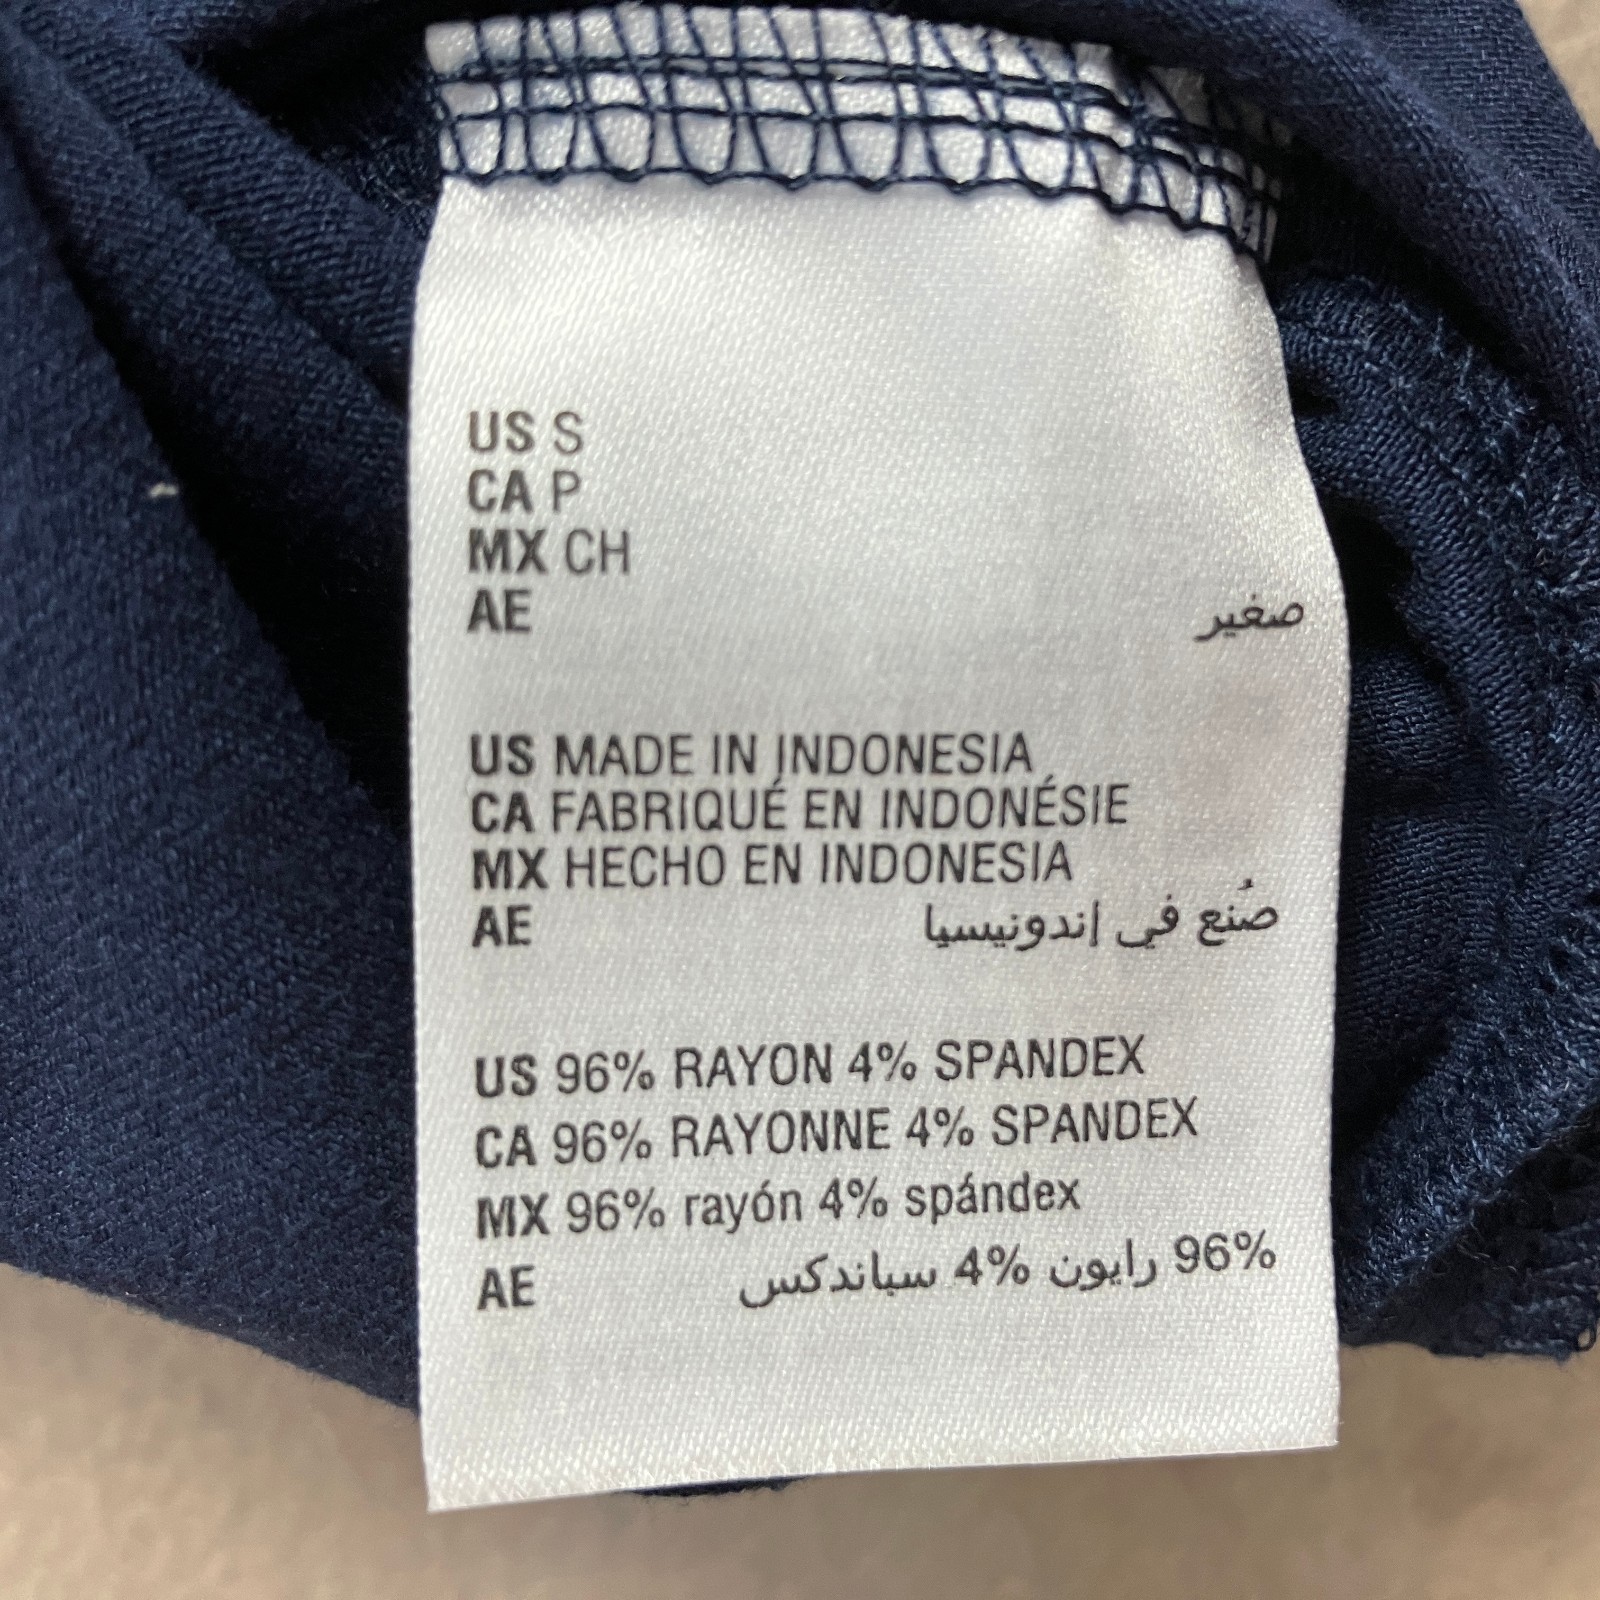 US S
CA P
MX CH
AE صغير
US MADE IN INDONESIA
CA FABRIQUÉ EN INDONÉSIE
MX HECHO EN INDONESIA
AE صُنع في إندونيسيا
US 96% RAYON 4% SPANDEX
CA 96% RAYONNE 4% SPANDEX
MX 96% rayón 4% spándex
AE 96% رايون 4% سباندكس